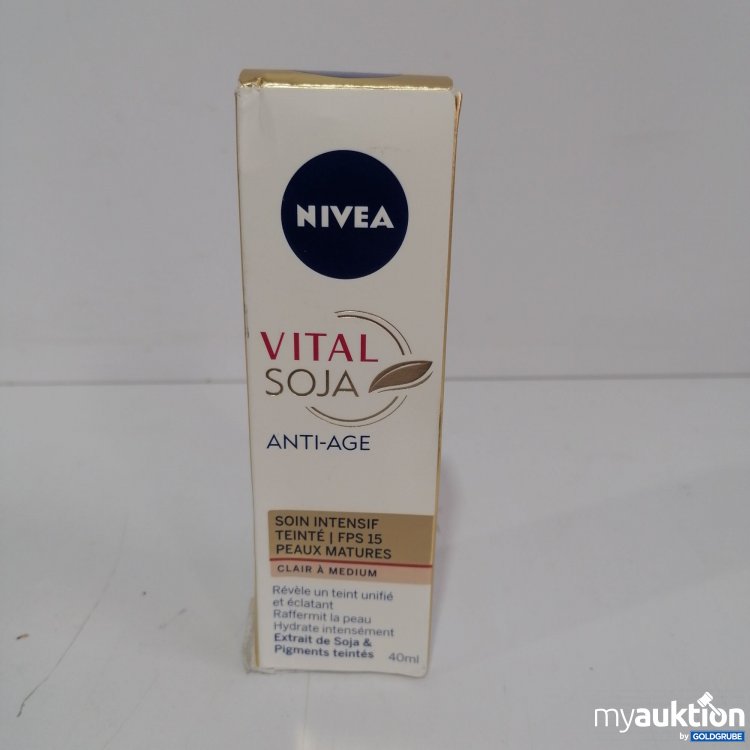 NIVEA
VITAL
SOJA
ANTI-AGE
SOIN INTENSIF
TEINTÉ | FPS 15
PEAUX MATURES
CLAIR À MEDIUM
Révèle un teint unifié
et éclatant
Raffermit la peau
Hydrate intensément
Extrait de Soja &
Pigments teintés 40ml
myauktion
by GOLDGRUBE